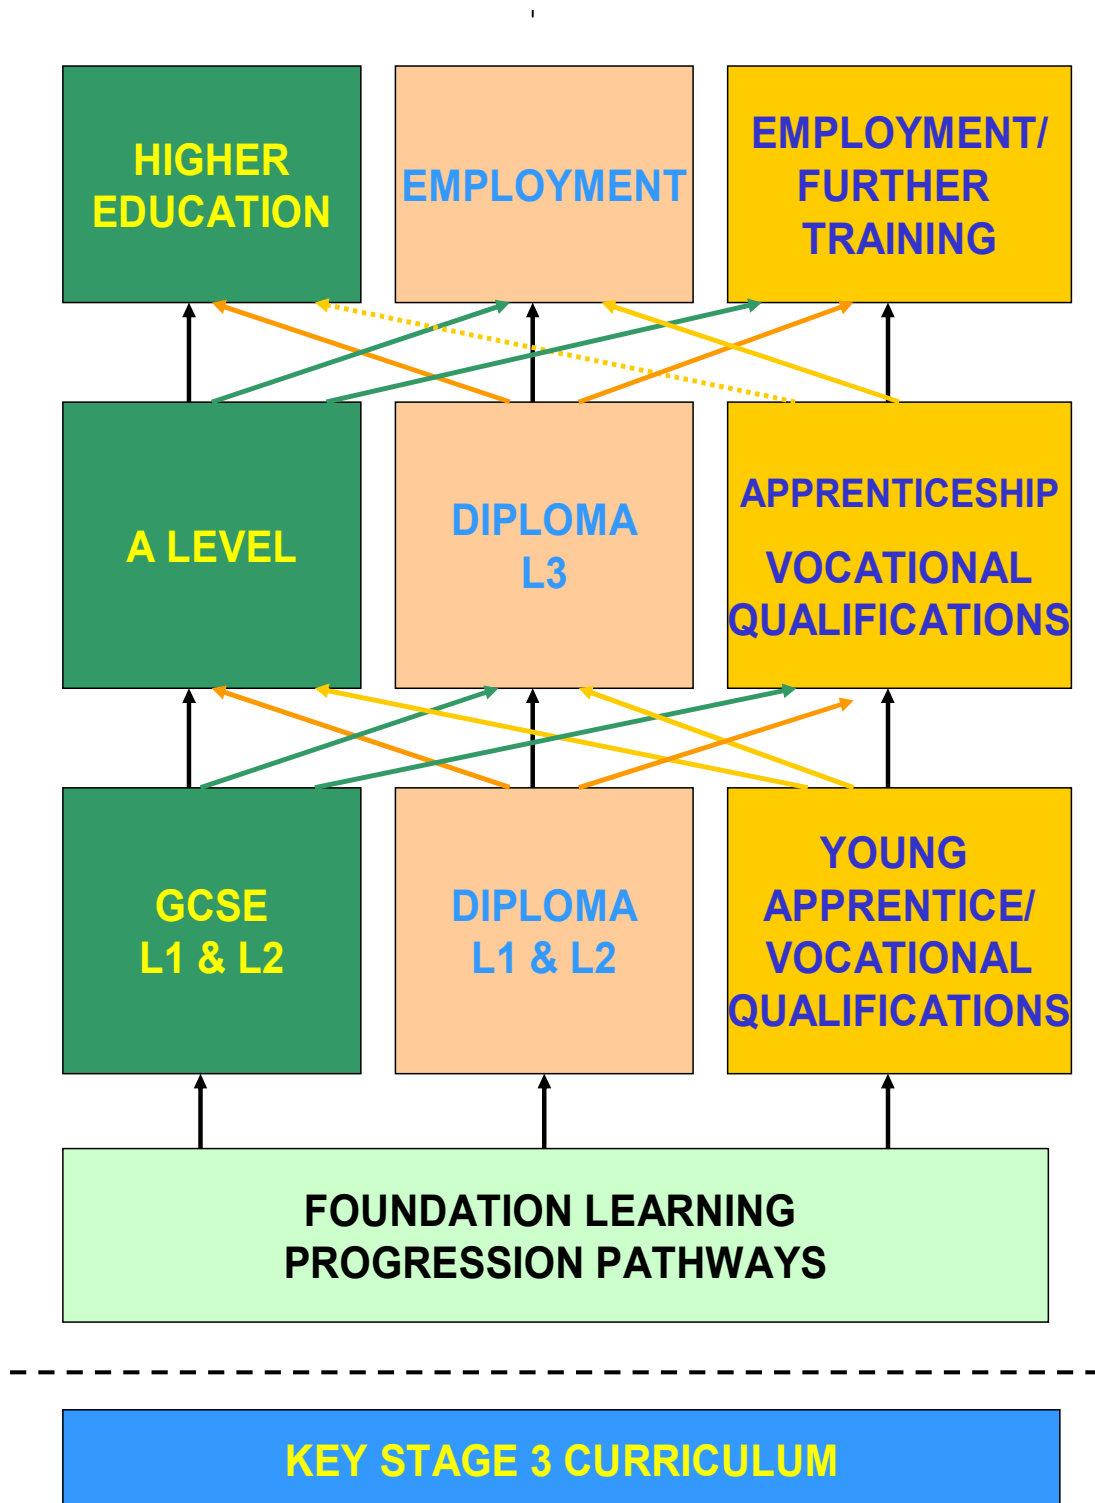 HIGHER
EDUCATION
EMPLOYMENT
EMPLOYMENT/
FURTHER
TRAINING
A LEVEL
DIPLOMA
L3
APPRENTICESHIP
VOCATIONAL
QUALIFICATIONS
GCSE
L1 & L2
DIPLOMA
L1 & L2
YOUNG
APPRENTICE/
VOCATIONAL
QUALIFICATIONS
FOUNDATION LEARNING
PROGRESSION PATHWAYS
KEY STAGE 3 CURRICULUM